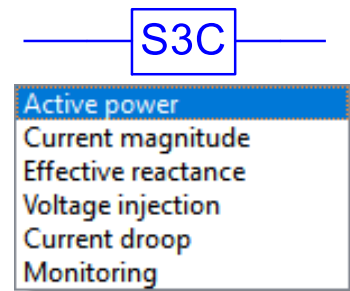 S3C
Active power
Current magnitude
Effective reactance
Voltage injection
Current droop
Monitoring